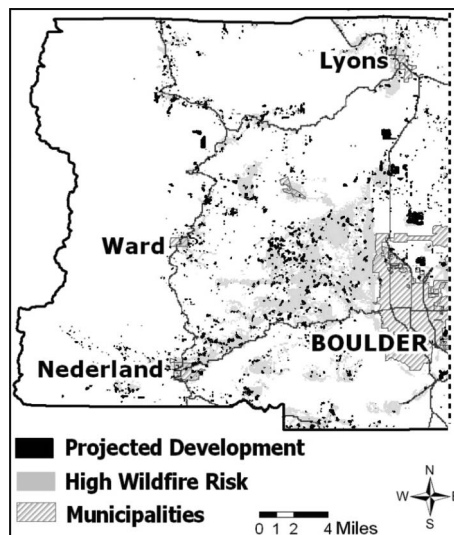 Lyons
Ward
Nederland
BOULDER
Projected Development
High Wildfire Risk
Municipalities
N
W E
S
0 1 2 4 Miles